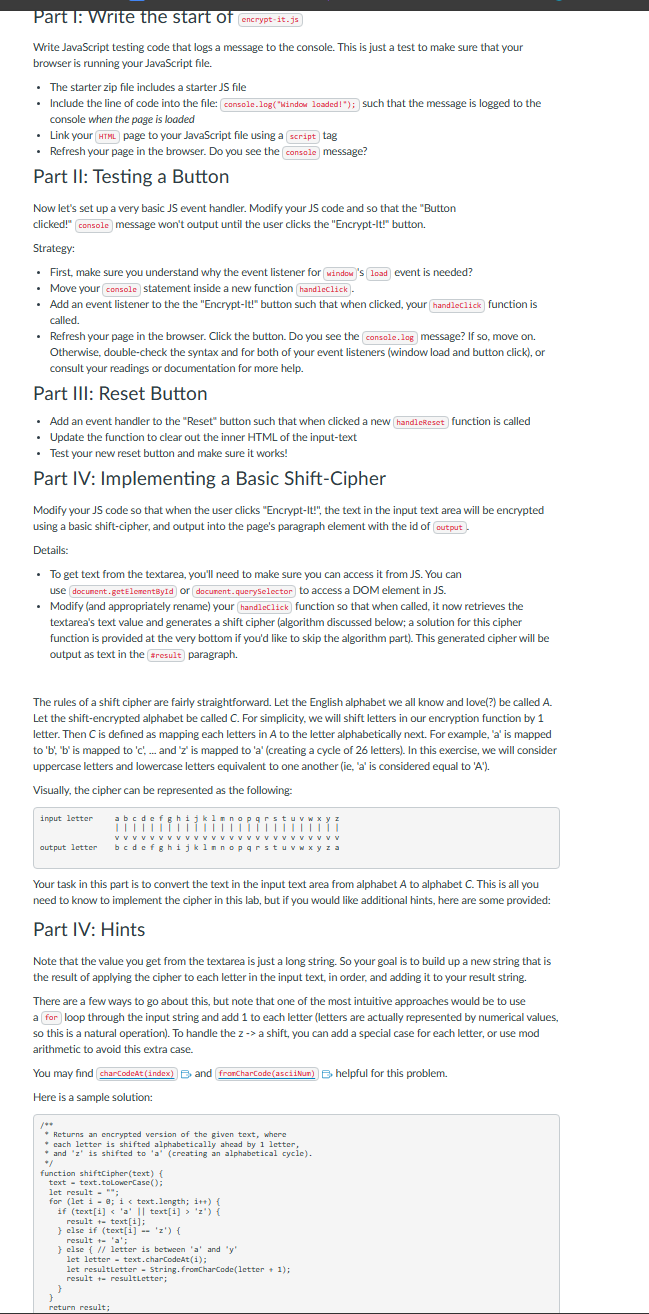 Part I: Write the start of encrypt-it.js
Write JavaScript testing code that logs a message to the console. This is just a test to make sure that your
browser is running your JavaScript file.
• The starter zip file includes a starter JS file
• Include the line of code into the file: console.log("Window loaded!"); such that the message is logged to the
console when the page is loaded
• Link your HTML page to your JavaScript file using a script tag
• Refresh your page in the browser. Do you see the console message?
Part II: Testing a Button
Now let's set up a very basic JS event handler. Modify your JS code and so that the "Button
clicked!" console message won't output until the user clicks the "Encrypt-It!" button.
Strategy:
• First, make sure you understand why the event listener for window 's load event is needed?
• Move your console statement inside a new function handleClick .
• Add an event listener to the the "Encrypt-It!" button such that when clicked, your handleClick function is
called.
• Refresh your page in the browser. Click the button. Do you see the console.log message? If so, move on.
Otherwise, double-check the syntax and for both of your event listeners (window load and button click), or
consult your readings or documentation for more help.
Part III: Reset Button
• Add an event handler to the "Reset" button such that when clicked a new handleReset function is called
• Update the function to clear out the inner HTML of the input-text
• Test your new reset button and make sure it works!
Part IV: Implementing a Basic Shift-Cipher
Modify your JS code so that when the user clicks "Encrypt-It!", the text in the input text area will be encrypted
using a basic shift-cipher, and output into the page's paragraph element with the id of output .
Details:
• To get text from the textarea, you'll need to make sure you can access it from JS. You can
use document.getElementById or document.querySelector to access a DOM element in JS.
• Modify (and appropriately rename) your handleClick function so that when called, it now retrieves the
textarea's text value and generates a shift cipher (algorithm discussed below; a solution for this cipher
function is provided at the very bottom if you'd like to skip the algorithm part). This generated cipher will be
output as text in the #result paragraph.
The rules of a shift cipher are fairly straightforward. Let the English alphabet we all know and love(?) be called A.
Let the shift-encrypted alphabet be called C. For simplicity, we will shift letters in our encryption function by 1
letter. Then C is defined as mapping each letters in A to the letter alphabetically next. For example, 'a' is mapped
to 'b', 'b' is mapped to 'c', ... and 'z' is mapped to 'a' (creating a cycle of 26 letters). In this exercise, we will consider
uppercase letters and lowercase letters equivalent to one another (ie, 'a' is considered equal to 'A').
Visually, the cipher can be represented as the following:
input letter a b c d e f g h i j k l m n o p q r s t u v w x y z
| | | | | | | | | | | | | | | | | | | | | | | | | |
v v v v v v v v v v v v v v v v v v v v v v v v v v
output letter b c d e f g h i j k l m n o p q r s t u v w x y z a
Your task in this part is to convert the text in the input text area from alphabet A to alphabet C. This is all you
need to know to implement the cipher in this lab, but if you would like additional hints, here are some provided:
Part IV: Hints
Note that the value you get from the textarea is just a long string. So your goal is to build up a new string that is
the result of applying the cipher to each letter in the input text, in order, and adding it to your result string.
There are a few ways to go about this, but note that one of the most intuitive approaches would be to use
a for loop through the input string and add 1 to each letter (letters are actually represented by numerical values,
so this is a natural operation). To handle the z -> a shift, you can add a special case for each letter, or use mod
arithmetic to avoid this extra case.
You may find charCodeAt(index) and fromCharCode(asciiNum) helpful for this problem.
Here is a sample solution:
/**
* Returns an encrypted version of the given text, where
* each letter is shifted alphabetically ahead by 1 letter,
* and 'z' is shifted to 'a' (creating an alphabetical cycle).
*/
function shiftCipher(text) {
text = text.toLowerCase();
let result = "";
for (let i = 0; i < text.length; i++) {
if (text[i] < 'a' || text[i] > 'z') {
result += text[i];
} else if (text[i] == 'z') {
result += 'a';
} else { // letter is between 'a' and 'y'
let letter = text.charCodeAt(i);
let resultLetter = String.fromCharCode(letter + 1);
result += resultLetter;
}
}
return result;